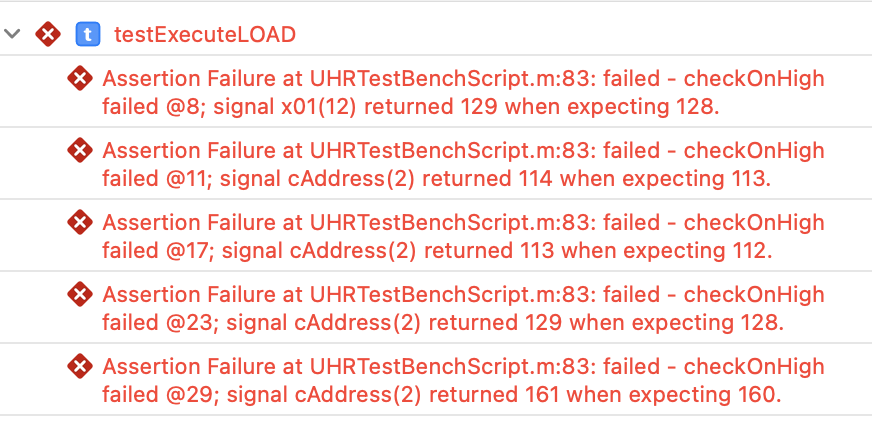 t testExecuteLOAD
Assertion Failure at UHRTestBenchScript.m:83: failed - checkOnHigh
failed @8; signal x01(12) returned 129 when expecting 128.
Assertion Failure at UHRTestBenchScript.m:83: failed - checkOnHigh
failed @11; signal cAddress(2) returned 114 when expecting 113.
Assertion Failure at UHRTestBenchScript.m:83: failed - checkOnHigh
failed @17; signal cAddress(2) returned 113 when expecting 112.
Assertion Failure at UHRTestBenchScript.m:83: failed - checkOnHigh
failed @23; signal cAddress(2) returned 129 when expecting 128.
Assertion Failure at UHRTestBenchScript.m:83: failed - checkOnHigh
failed @29; signal cAddress(2) returned 161 when expecting 160.